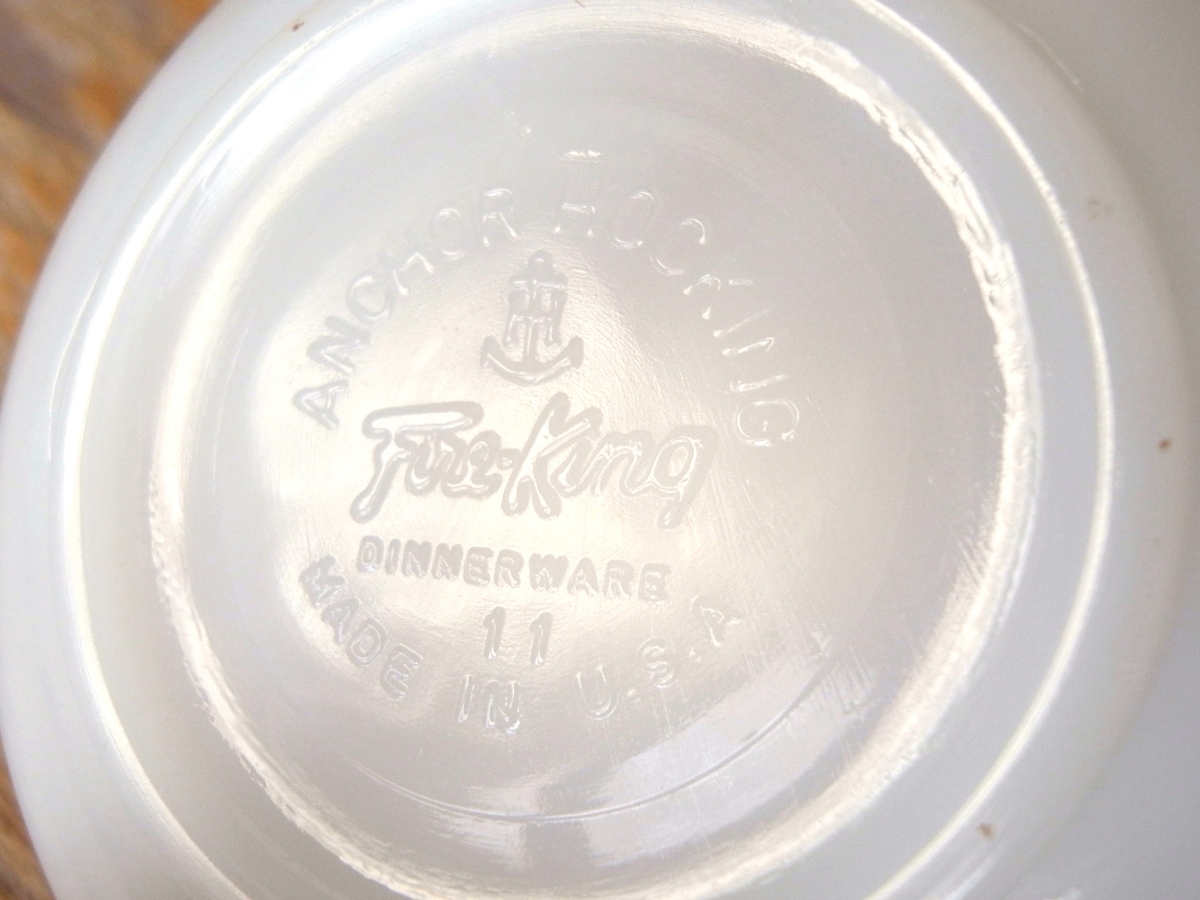 ANCHOR HOCKING
Fire-King
DINNERWARE
11
MADE IN U.S.A